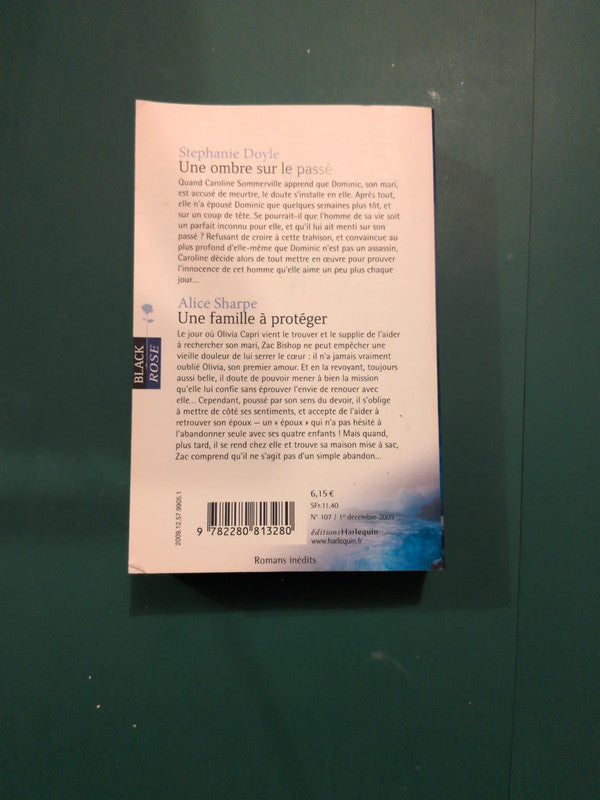 Stephanie Doyle
Une ombre sur le passé
Quand Caroline Sommerville apprend que Dominic, son mari,
est accusé de meurtre, le doute s'installe en elle. Après tout,
elle n'a épousé Dominic que quelques semaines plus tôt, et
sur un coup de tête. Se pourrait-il que l'homme de sa vie soit
un parfait inconnu pour elle, et qu'il lui ait menti sur son
passé ? Refusant de croire à cette trahison, et convaincue au
plus profond d'elle-même que Dominic n'est pas un assassin,
Caroline décide alors de tout mettre en œuvre pour prouver
l'innocence de cet homme qu'elle aime un peu plus chaque
jour...
Alice Sharpe
Une famille à protéger
Le jour où Olivia Capri vient le trouver et le supplie de l'aider
à rechercher son mari, Zac Bishop ne peut empêcher une
vieille douleur de lui serrer le cœur : il n'a jamais vraiment
oublié Olivia, son premier amour. Et en la revoyant, toujours
aussi belle, il doute de pouvoir mener à bien la mission
qu'elle lui confie sans éprouver l'envie de renouer avec
elle... Cependant, poussé par son sens du devoir, il s'oblige
à mettre de côté ses sentiments, et accepte de l'aider à
retrouver son époux – un « époux » qui n'a pas hésité à
l'abandonner seule avec ses quatre enfants ! Mais quand,
plus tard, il se rend chez elle et trouve sa maison mise à sac,
Zac comprend qu'il ne s'agit pas d'un simple abandon...
BLACK
ROSE
2009.12.57.9905.1
9 782280 813280
6,15 €
SFr.11.40
N° 107 / 1er décembre 2009
éditionsHarlequin
www.harlequin.fr
Romans inédits